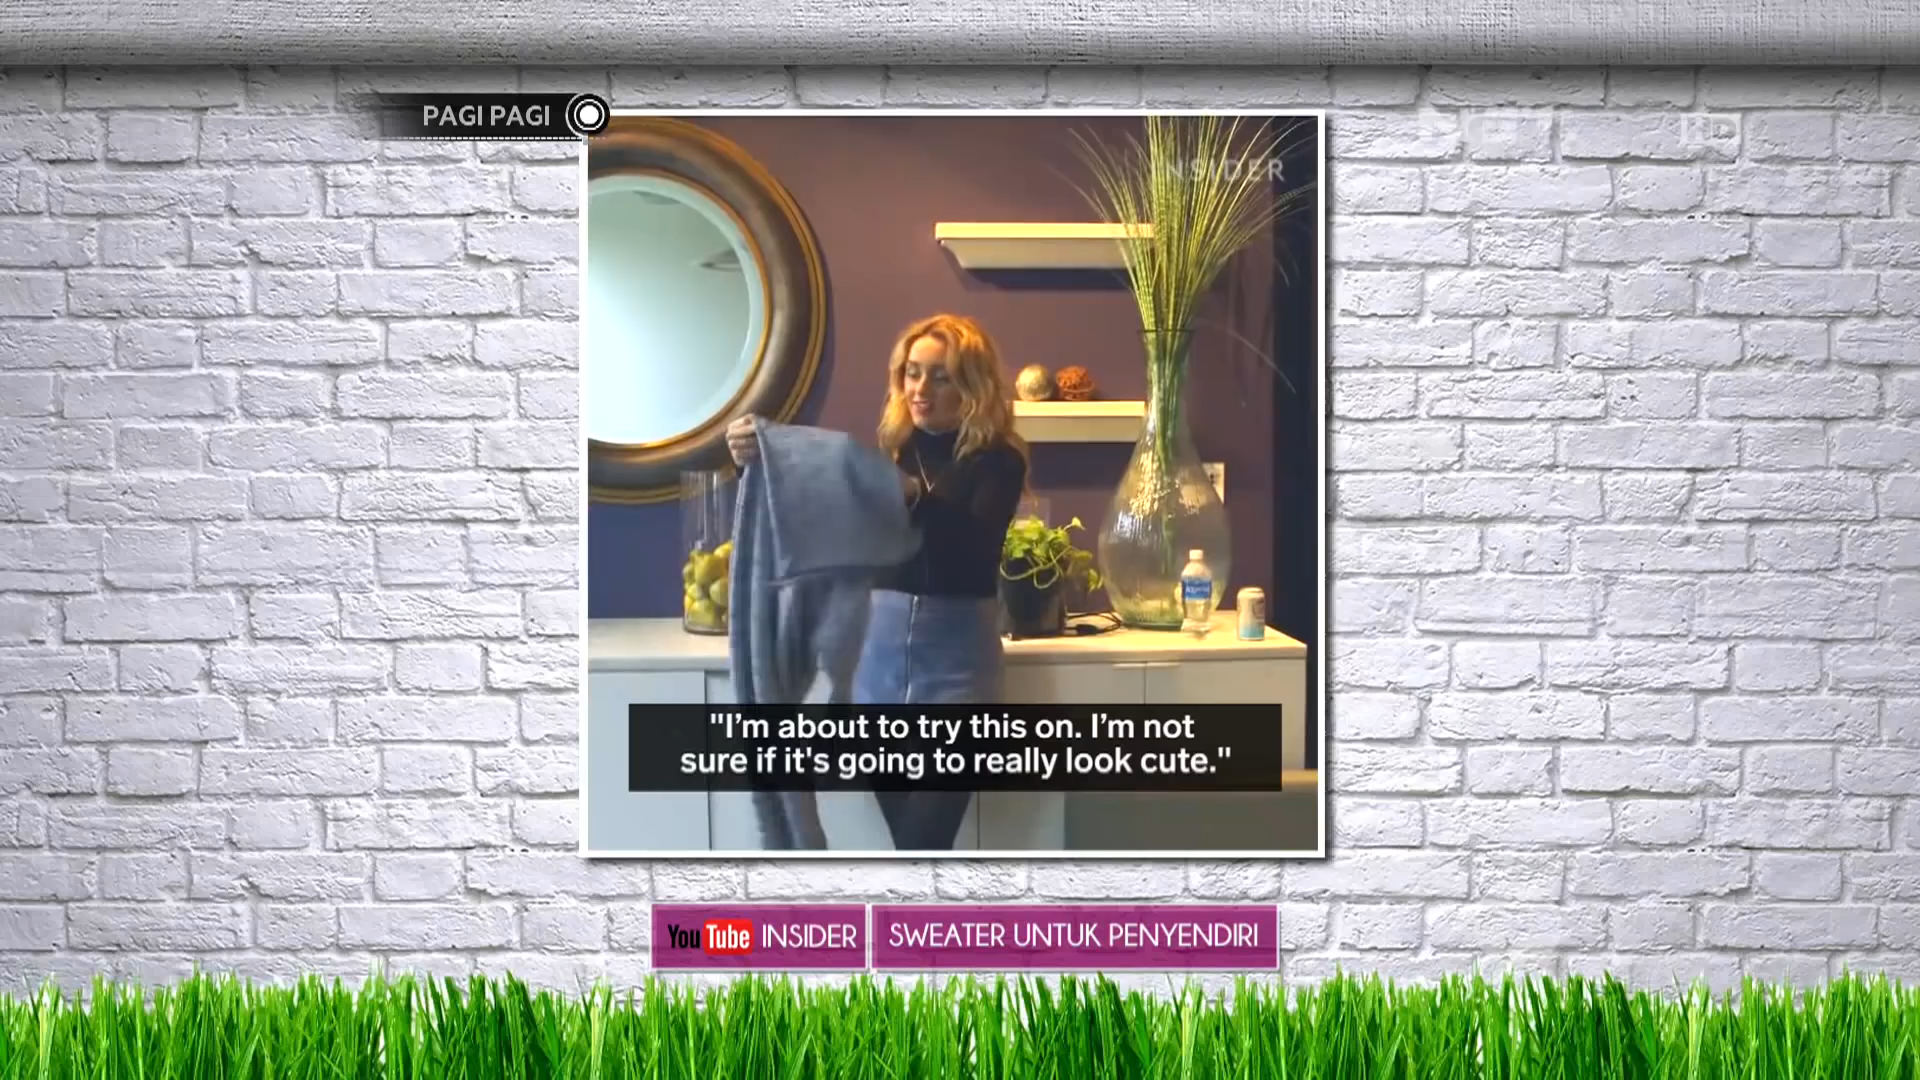 PAGI PAGI
INSIDER
"I'm about to try this on. I'm not
sure if it's going to really look cute."
YouTube INSIDER
SWEATER UNTUK PENYENDIRI